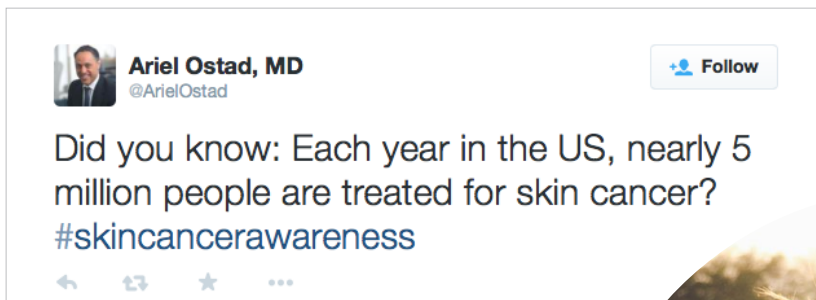 Ariel Ostad, MD
@ArielOstad
Follow
Did you know: Each year in the US, nearly 5
million people are treated for skin cancer?
#skincancerawareness